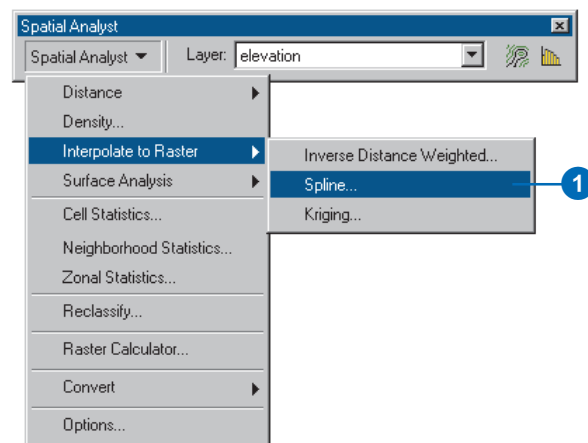 Spatial Analyst
Spatial Analyst Layer: elevation
Distance
Density...
Interpolate to Raster
Inverse Distance Weighted...
Surface Analysis
Spline...
1
Cell Statistics...
Kriging...
Neighborhood Statistics...
Zonal Statistics...
Reclassify...
Raster Calculator...
Convert
Options...